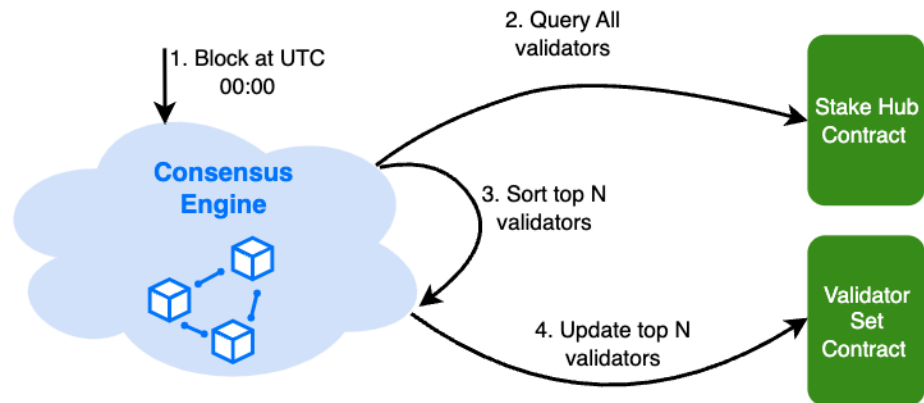 1. Block at UTC
00:00
2. Query All
validators
Stake Hub
Contract
Consensus
Engine
3. Sort top N
validators
4. Update top N
validators
Validator
Set
Contract